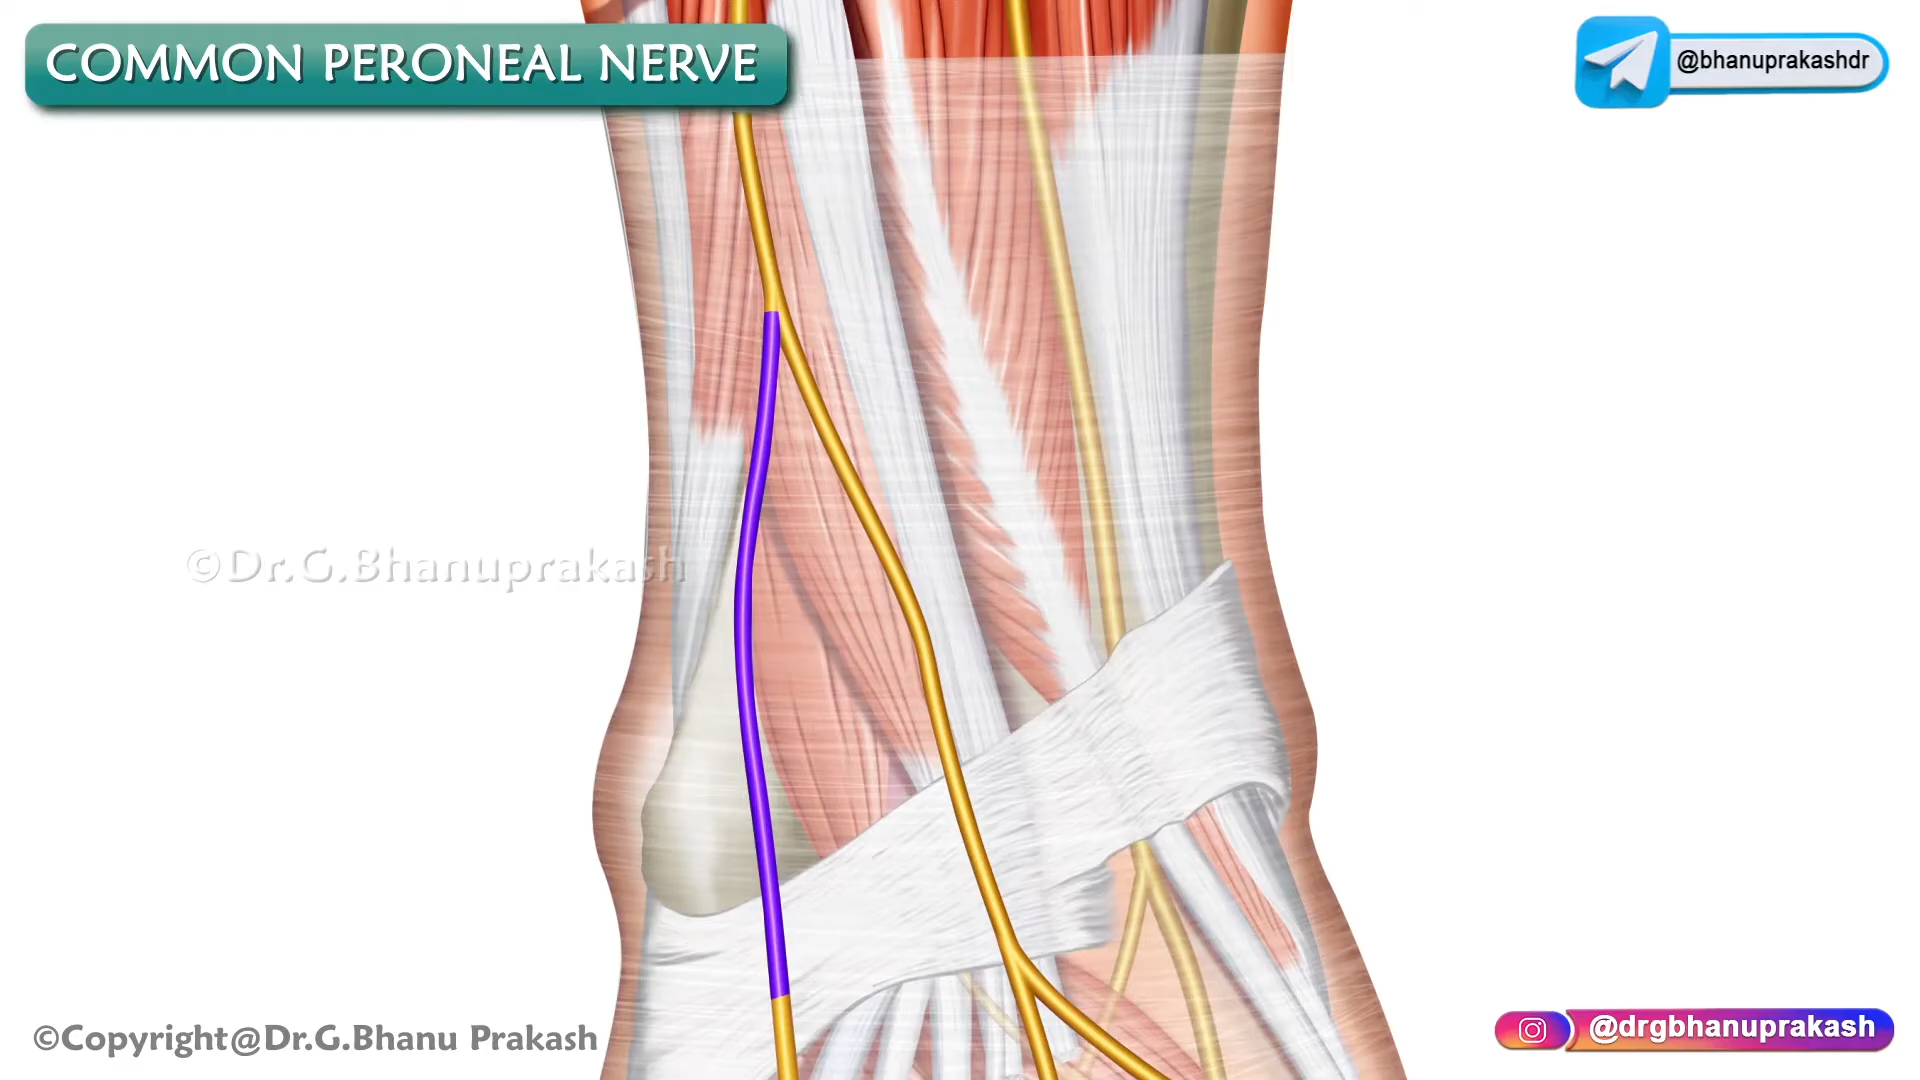 COMMON PERONEAL NERVE
@bhanuprakashdr
©Dr.G.Bhanuprakash
©Copyright@Dr.G.Bhanu Prakash
@drgbhanuprakash